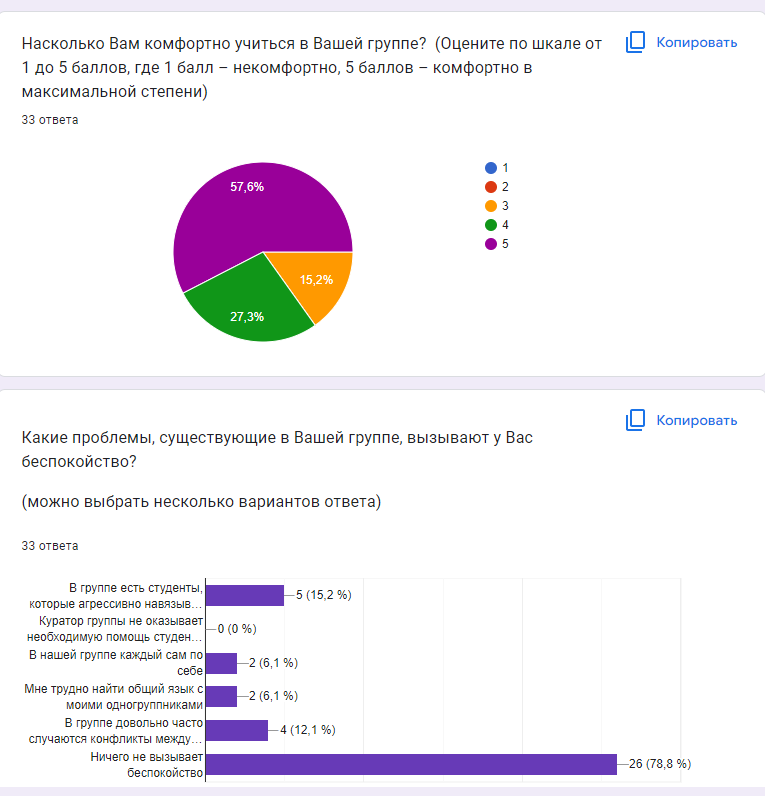 Насколько Вам комфортно учиться в Вашей группе?  (Оцените по шкале от
1 до 5 баллов, где 1 балл – некомфортно, 5 баллов – комфортно в
максимальной степени)
Копировать
33 ответа
57,6%
15,2%
27,3%
1
2
3
4
5
Копировать
Какие проблемы, существующие в Вашей группе, вызывают у Вас
беспокойство?
(можно выбрать несколько вариантов ответа)
33 ответа
В группе есть студенты,
которые агрессивно навязыв…
5 (15,2 %)
Куратор группы не оказывает
необходимую помощь студен…
0 (0 %)
В нашей группе каждый сам по
себе
2 (6,1 %)
Мне трудно найти общий язык с
моими одногруппниками
2 (6,1 %)
В группе довольно часто
случаются конфликты между…
4 (12,1 %)
Ничего не вызывает
беспокойство
26 (78,8 %)